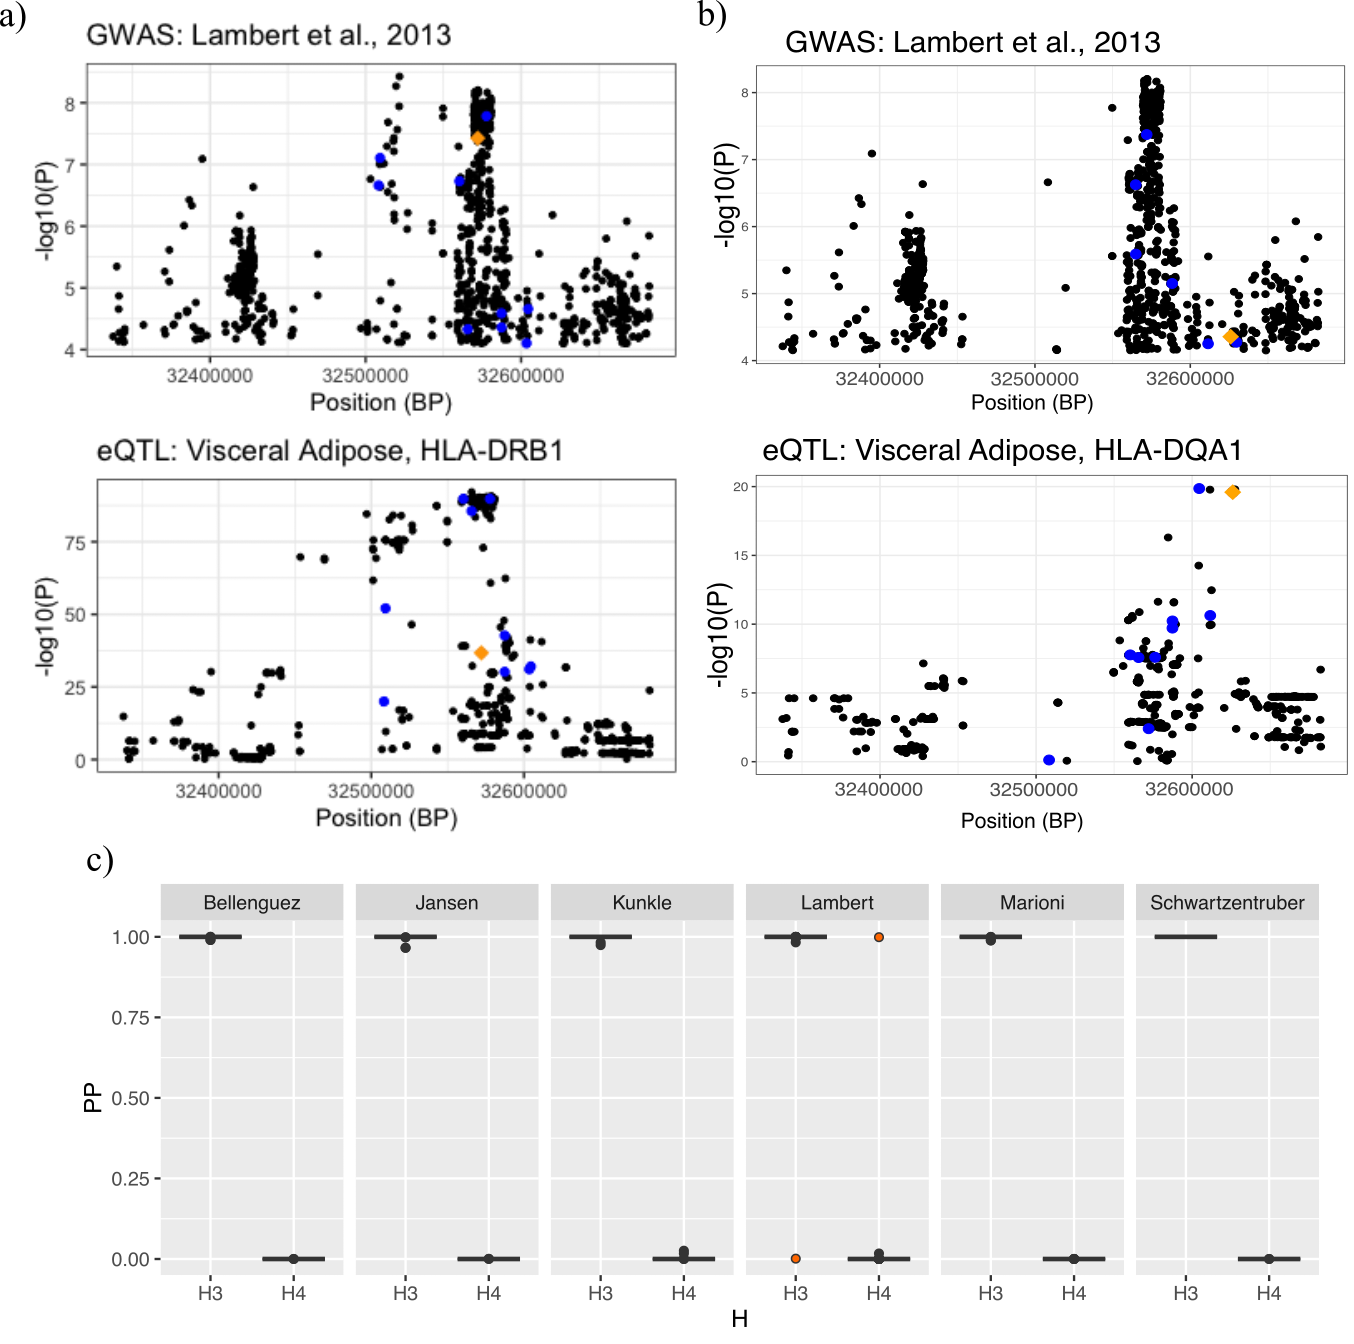 a)
GWAS: Lambert et al., 2013
-log10(P)
8
7
6
5
4
32400000 32500000 32600000
Position (BP)
eQTL: Visceral Adipose, HLA-DRB1
-log10(P)
75
50
25
0
32400000 32500000 32600000
Position (BP)
b)
GWAS: Lambert et al., 2013
-log10(P)
8
7
6
5
4
32400000 32500000 32600000
Position (BP)
eQTL: Visceral Adipose, HLA-DQA1
-log10(P)
20
15
10
5
0
32400000 32500000 32600000
Position (BP)
c)
Bellenguez Jansen Kunkle Lambert Marioni Schwartzentruber
PP
1.00
0.75
0.50
0.25
0.00
H3 H4 H3 H4 H3 H4 H3 H4 H3 H4 H3 H4
H